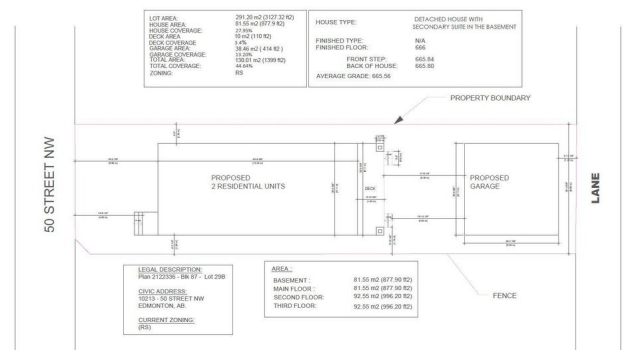 LOT AREA: 291.20 m2 (3127.32 ft2)
HOUSE AREA: 81.55 m2 (877.9 ft2)
HOUSE COVERAGE: 27.95%
DECK AREA 10 m2 (110 ft2)
DECK COVERAGE 3.4%
GARAGE AREA: 38.46 m2 ( 414 ft2 )
GARAGE COVERAGE: 13.20%
TOTAL AREA: 130.01 m2 (1399 ft2)
TOTAL COVERAGE: 44.64%
ZONING: RS
HOUSE TYPE: DETACHED HOUSE WITH
SECONDARY SUITE IN THE BASEMENT
FINISHED TYPE: N/A
FINISHED FLOOR: 666
FRONT STEP: 665.84
BACK OF HOUSE: 665.80
AVERAGE GRADE: 665.56
PROPERTY BOUNDARY
50 STREET NW
PROPOSED
2 RESIDENTIAL UNITS
DECK
PROPOSED
GARAGE
LANE
LEGAL DESCRIPTION:
Plan 2122336 - Blk 67 - Lot 29B
CIVIC ADDRESS:
10213 - 50 STREET NW
EDMONTON, AB.
CURRENT ZONING:
(RS)
AREA :
BASEMENT : 81.55 m2 (877.90 ft2)
MAIN FLOOR : 81.55 m2 (877.90 ft2)
SECOND FLOOR: 92.55 m2 (996.20 ft2)
THIRD FLOOR: 92.55 m2 (996.20 ft2)
FENCE